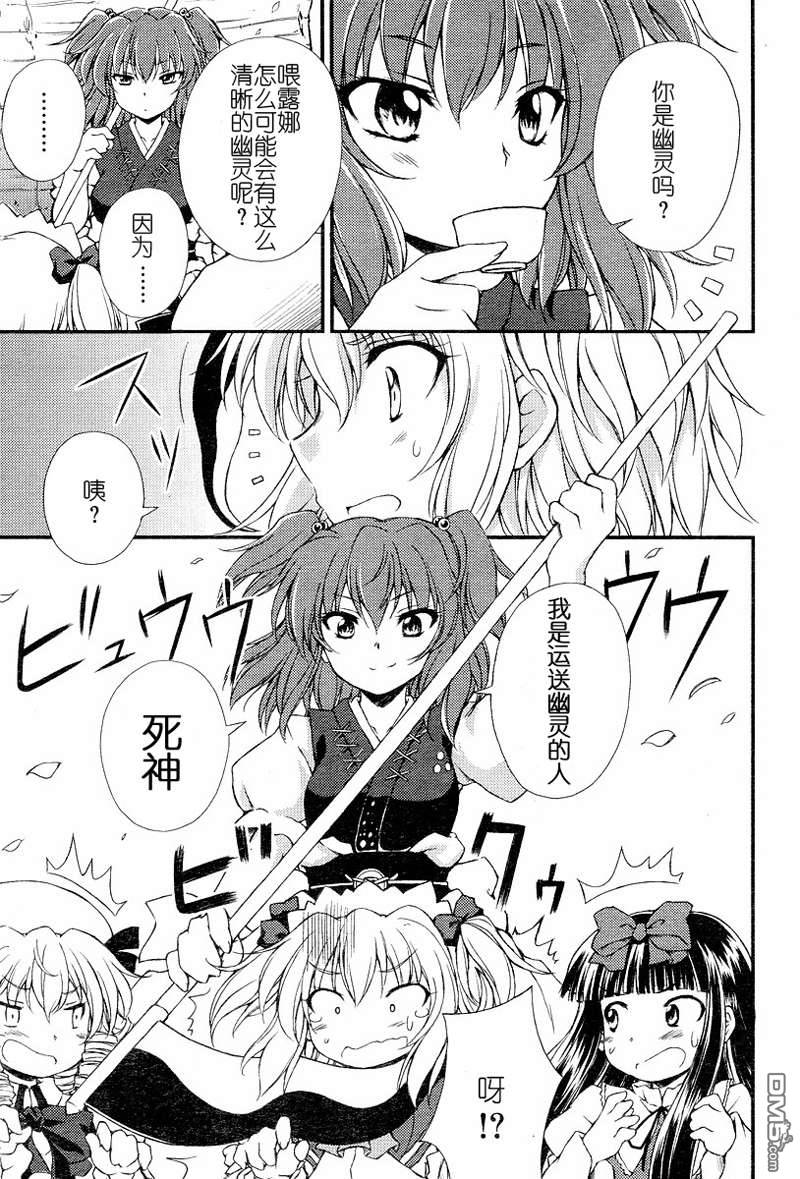 你是幽灵吗？
喂露娜
怎么可能会有这么
清晰的幽灵呢？
………
因为……
ズッ
咦？
ビュウウ
ウウ
我是运送幽灵的人
死神
ビ
クゥ
呀!?
DM5.com